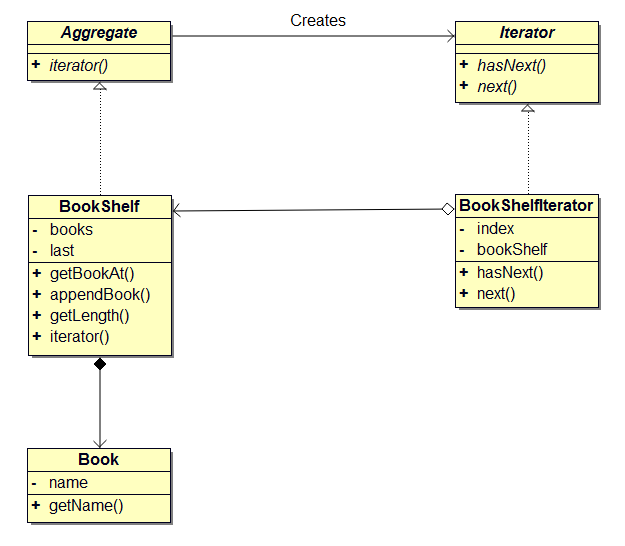 Aggregate
+ iterator()
Creates
Iterator
+ hasNext()
+ next()
BookShelf
- books
- last
+ getBookAt()
+ appendBook()
+ getLength()
+ iterator()
BookShelfIterator
- index
- bookShelf
+ hasNext()
+ next()
Book
- name
+ getName()